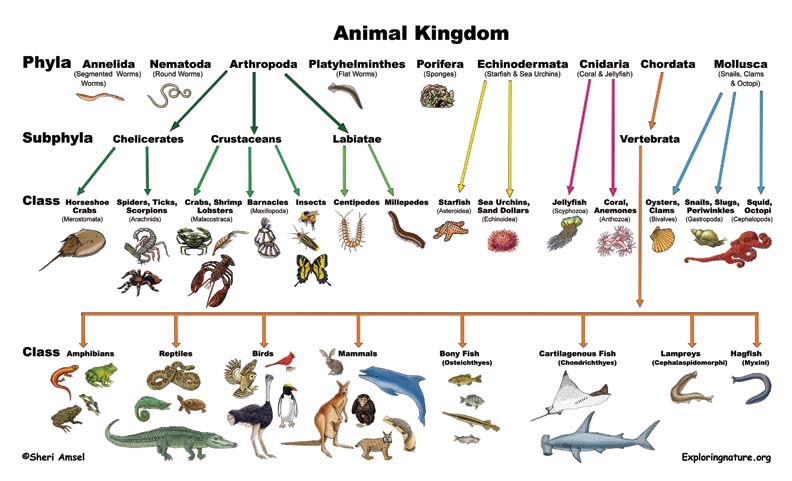 Animal Kingdom
Phyla Annelida Nematoda Arthropoda Platyhelminthes Porifera Echinodermata Cnidaria Chordata Mollusca
(Segmented Worms) (Round Worms) (Flat Worms) (Sponges) (Starfish & Sea Urchins) (Coral & Jellyfish) (Snails, Clams
Worms) & Octopi)
Subphyla Chelicerates Crustaceans Labiatae Vertebrata
Class Horseshoe Spiders, Ticks, Crabs, Shrimp Barnacles Insects Centipedes Millepedes Starfish Sea Urchins, Jellyfish Coral, Oysters, Snails, Slugs, Squid,
Crabs Scorpions Lobsters (Maxilopoda) (Asteroidea) Sand Dollars (Scyphozoa) Anemones Clams Periwinkles Octopi
(Merostomata) (Arachnids) (Malacostraca) (Echinoidea) (Anthozoa) (Bivalves) (Gastropoda) (Cephalopods)
Class Amphibians Reptiles Birds Mammals Bony Fish Cartilagenous Fish Lampreys Hagfish
(Osteichthyes) (Chondrichthyes) (Cephalaspidomorphi) (Myxini)
©Sheri Amsel Exploringnature.org